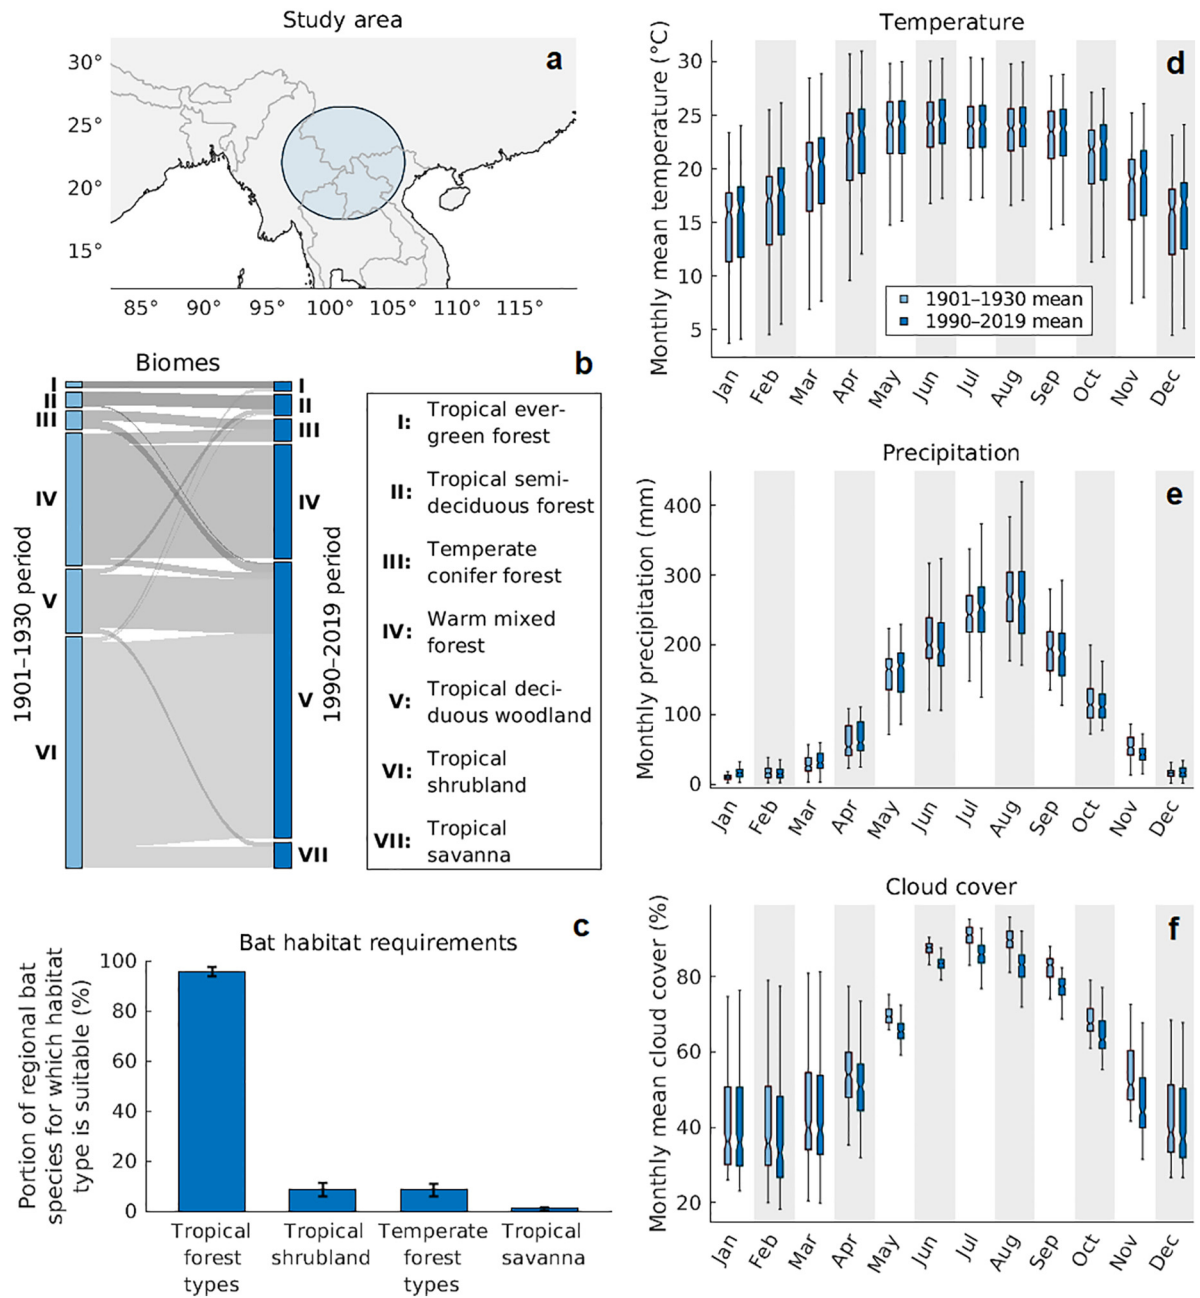 Study area
a
30°
25°
20°
15°
85°
90°
95°
100°
105°
110°
115°
Biomes
b
1901–1930 period
I
II
III
IV
V
VI
I
II
III
IV
V
VII
1990–2019 period
I: Tropical ever-
green forest
II: Tropical semi-
deciduous forest
III: Temperate
conifer forest
IV: Warm mixed
forest
V: Tropical deci-
duous woodland
VI: Tropical
shrubland
VII: Tropical
savanna
Bat habitat requirements
c
Portion of regional bat
species for which habitat
type is suitable (%)
100
80
60
40
20
0
Tropical
forest
types
Tropical
shrubland
Temperate
forest
types
Tropical
savanna
Temperature
d
Monthly mean temperature (°C)
30
25
20
15
10
5
1901–1930 mean
1990–2019 mean
Jan
Feb
Mar
Apr
May
Jun
Jul
Aug
Sep
Oct
Nov
Dec
Precipitation
e
Monthly precipitation (mm)
400
300
200
100
0
Jan
Feb
Mar
Apr
May
Jun
Jul
Aug
Sep
Oct
Nov
Dec
Cloud cover
f
Monthly mean cloud cover (%)
80
60
40
20
Jan
Feb
Mar
Apr
May
Jun
Jul
Aug
Sep
Oct
Nov
Dec